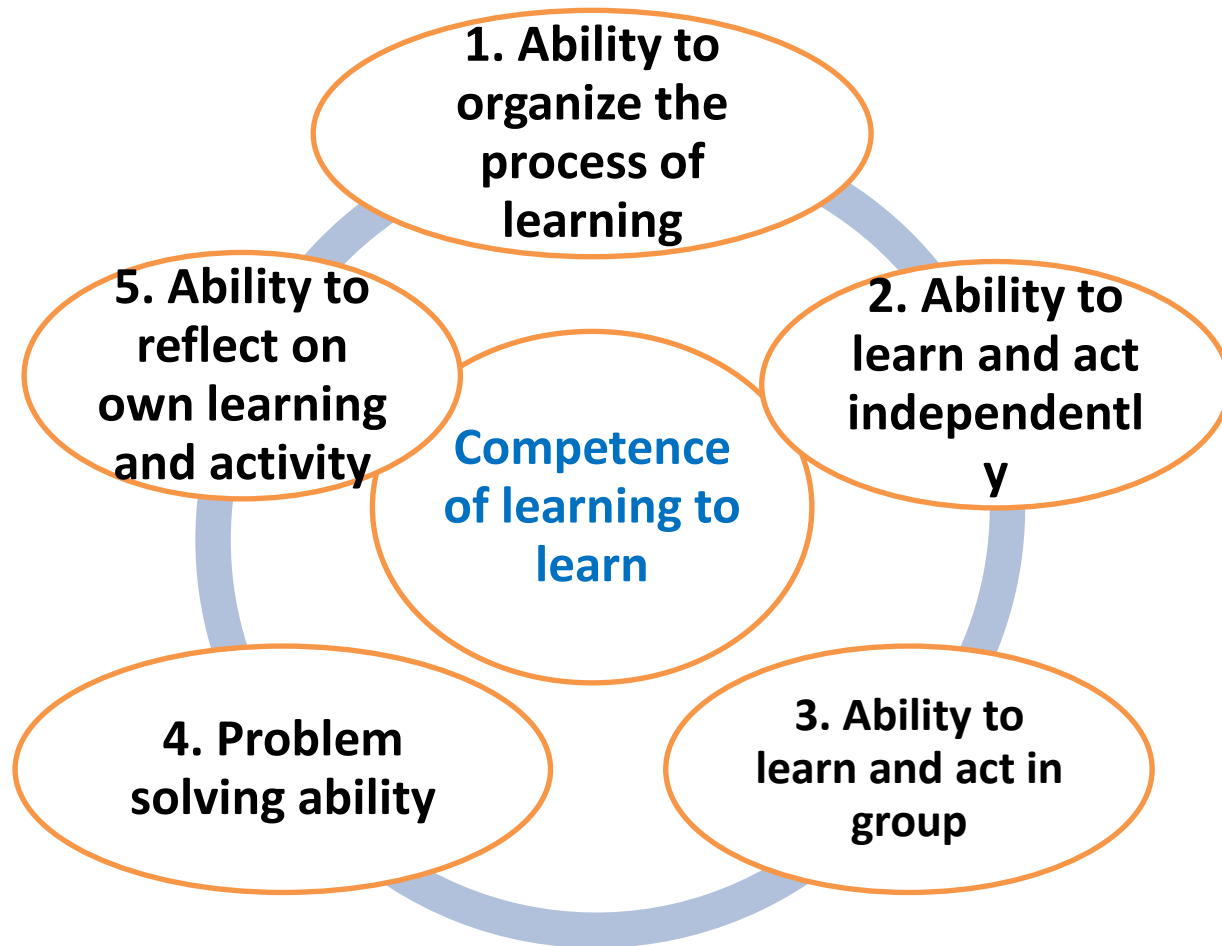 1. Ability to
organize the
process of
learning
2. Ability to
learn and act
independentl
y
3. Ability to
learn and act in
group
4. Problem
solving ability
5. Ability to
reflect on
own learning
and activity
Competence
of learning to
learn